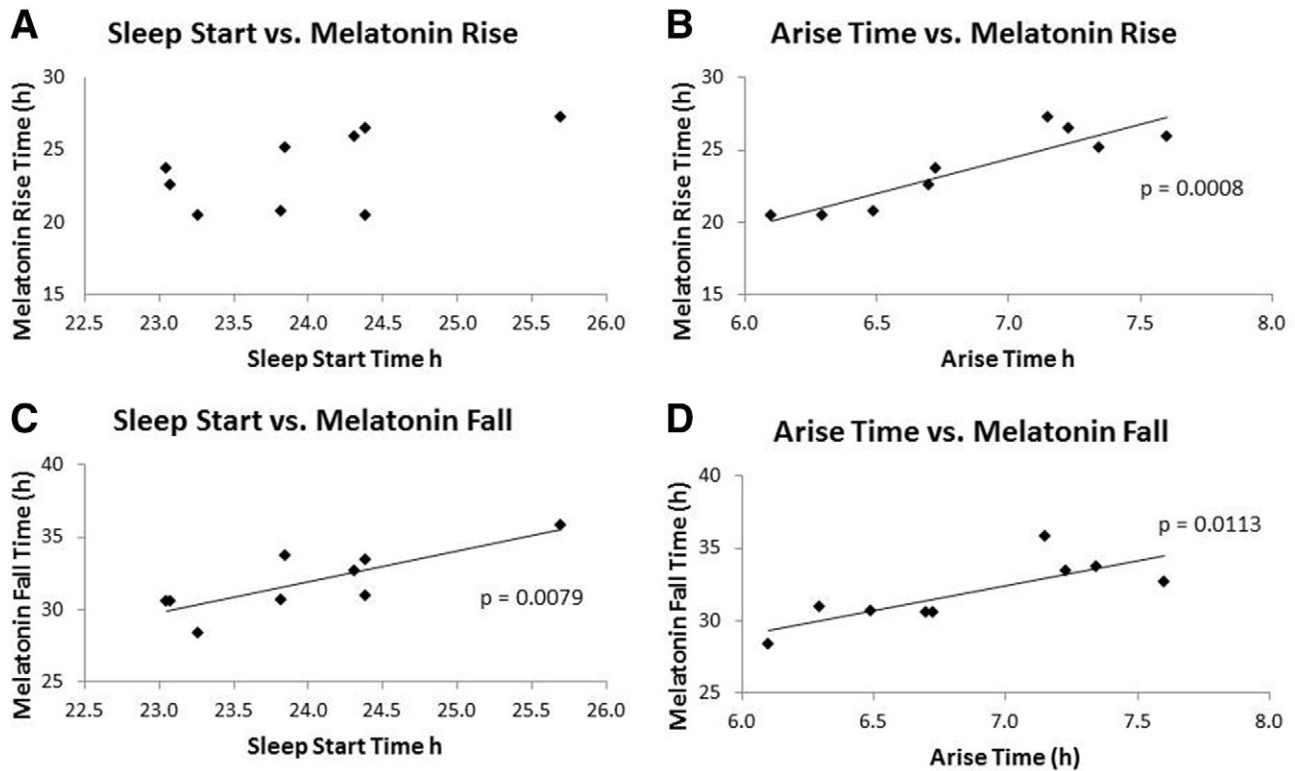 A
Sleep Start vs. Melatonin Rise
Melatonin Rise Time (h)
30
25
20
15
22.5 23.0 23.5 24.0 24.5 25.0 25.5 26.0
Sleep Start Time h
B
Arise Time vs. Melatonin Rise
Melatonin Rise Time (h)
30
25
20
15
p = 0.0008
6.0 6.5 7.0 7.5 8.0
Arise Time h
C
Sleep Start vs. Melatonin Fall
Melatonin Fall Time (h)
40
35
30
25
p = 0.0079
22.5 23.0 23.5 24.0 24.5 25.0 25.5 26.0
Sleep Start Time h
D
Arise Time vs. Melatonin Fall
Melatonin Fall Time (h)
40
35
30
25
p = 0.0113
6.0 6.5 7.0 7.5 8.0
Arise Time (h)